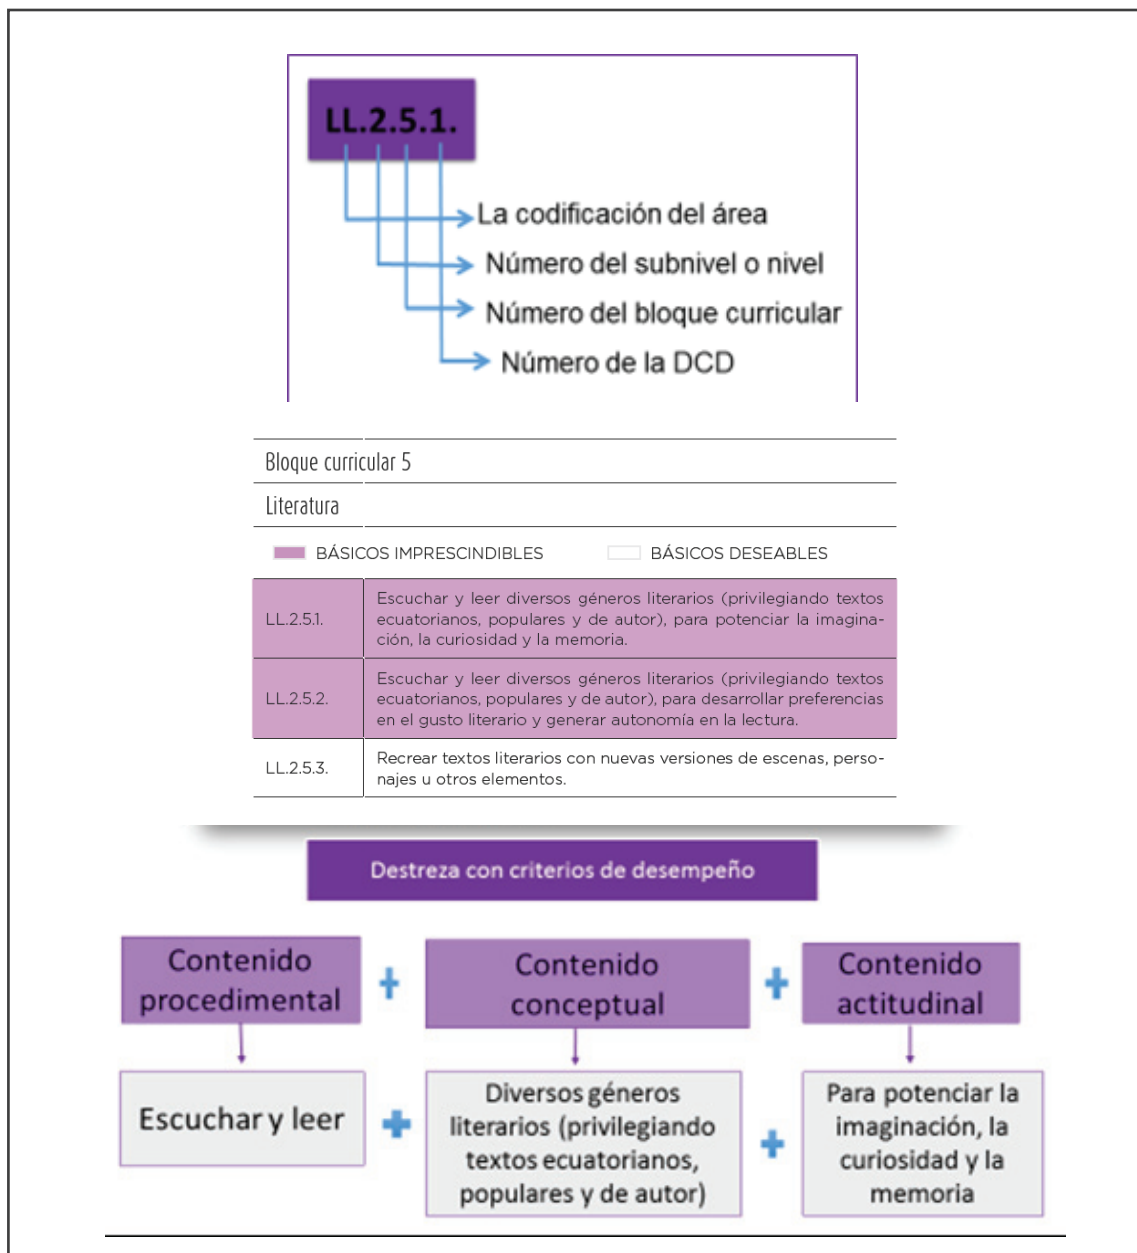 LL.2.5.1.
La codificación del área
Número del subnivel o nivel
Número del bloque curricular
Número de la DCD
Bloque curricular 5
Literatura
BÁSICOS IMPRESCINDIBLES
BÁSICOS DESEABLES
LL.2.5.1.
Escuchar y leer diversos géneros literarios (privilegiando textos
ecuatorianos, populares y de autor), para potenciar la imagina-
ción, la curiosidad y la memoria.
LL.2.5.2.
Escuchar y leer diversos géneros literarios (privilegiando textos
ecuatorianos, populares y de autor), para desarrollar preferencias
en el gusto literario y generar autonomía en la lectura.
LL.2.5.3.
Recrear textos literarios con nuevas versiones de escenas, perso-
najes u otros elementos.
Destreza con criterios de desempeño
Contenido
procedimental
+
Contenido
conceptual
+
Contenido
actitudinal
Escuchar y leer
+
Diversos géneros
literarios (privilegiando
textos ecuatorianos,
populares y de autor)
+
Para potenciar la
imaginación, la
curiosidad y la
memoria